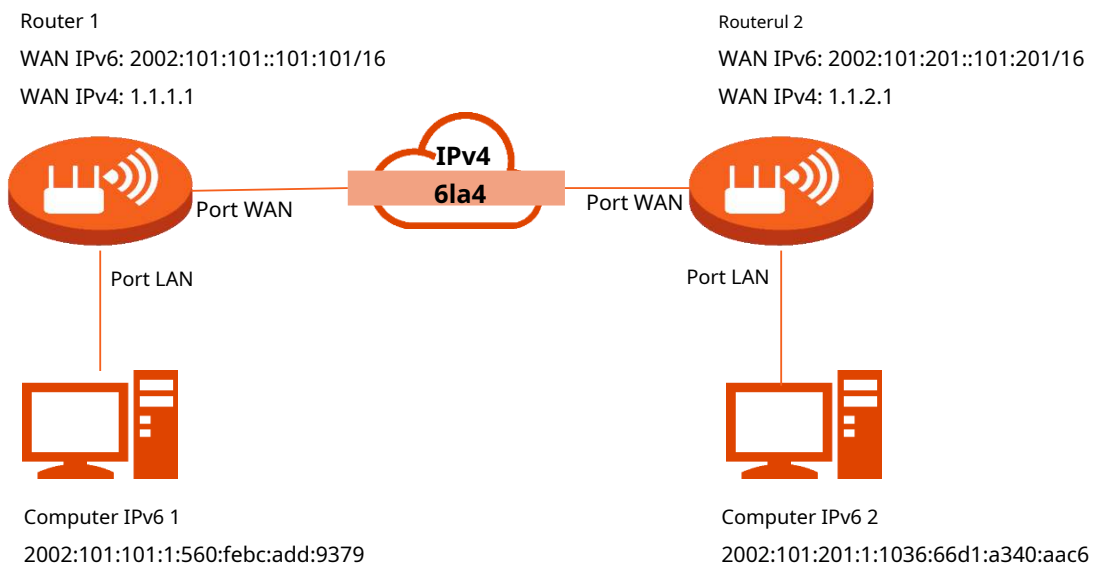 Router 1
WAN IPv6: 2002:101:101::101:101/16
WAN IPv4: 1.1.1.1
Routerul 2
WAN IPv6: 2002:101:201::101:201/16
WAN IPv4: 1.1.2.1
IPv4
6la4
Port WAN
Port WAN
Port LAN
Port LAN
Computer IPv6 1
2002:101:101:1:560:febc:add:9379
Computer IPv6 2
2002:101:201:1:1036:66d1:a340:aac6